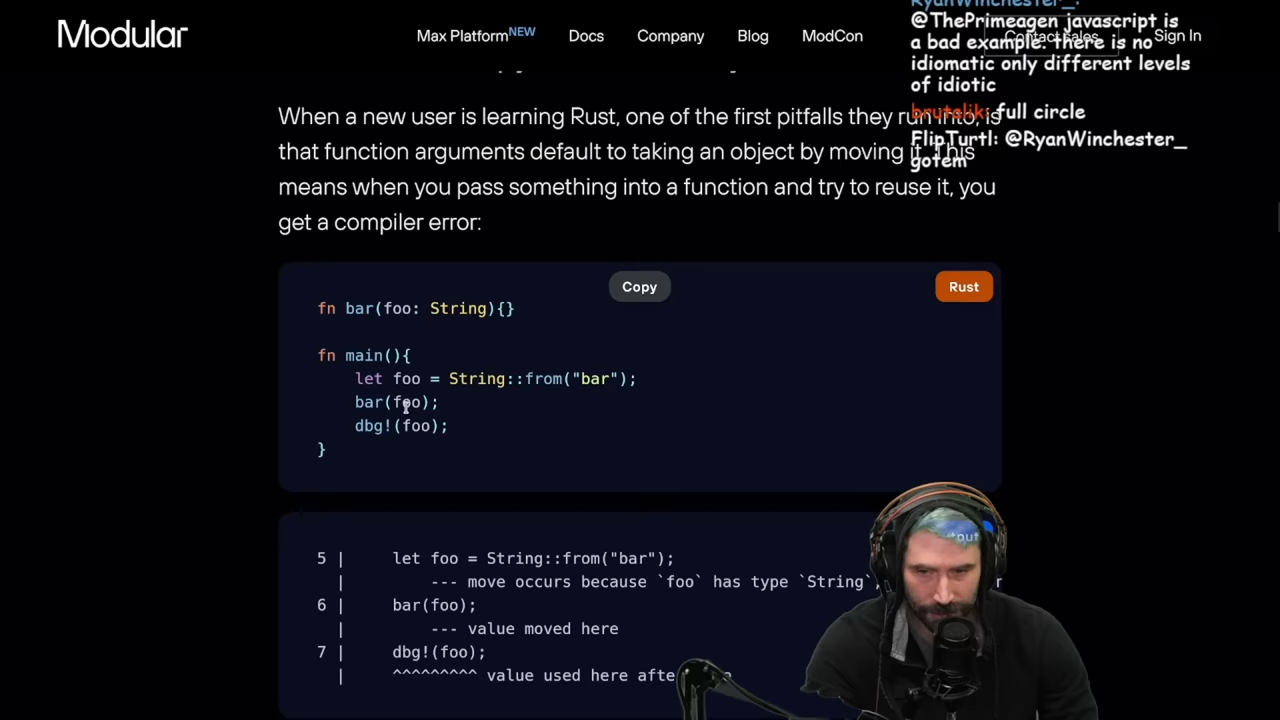 Modular
Max Platform NEW
Docs
Company
Blog
ModCon
Contact Sales
Sign In
RyanWinchester_:
@ThePrimeagen javascript is
a bad example. there is no
idiomatic only different levels
of idiotic
brutalik: full circle
FlipTurtl: @RyanWinchester_
gotem
When a new user is learning Rust, one of the first pitfalls they run into, is
that function arguments default to taking an object by moving it. This
means when you pass something into a function and try to reuse it, you
get a compiler error:
Copy
Rust
fn bar(foo: String){}
fn main(){
let foo = String::from("bar");
bar(foo);
dbg!(foo);
}
5 | let foo = String::from("bar");
| --- move occurs because `foo` has type `String`,
6 | bar(foo);
| --- value moved here
7 | dbg!(foo);
| ^^^^^^^^^ value used here